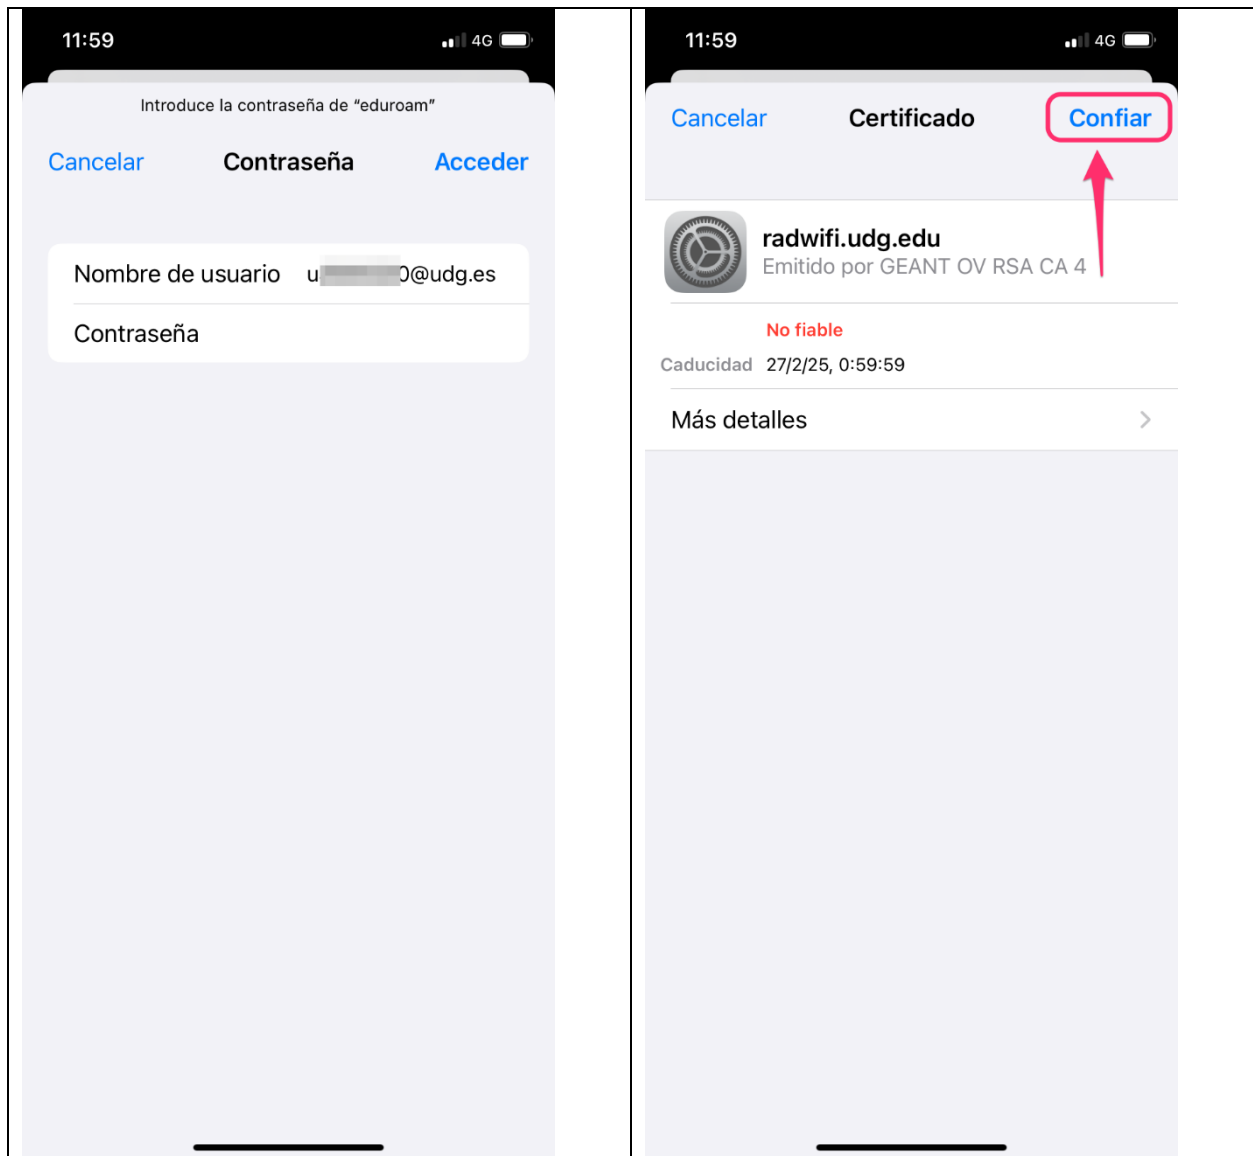 11:59
4G
Introduce la contraseña de “eduroam”
Cancelar Contraseña Acceder
Nombre de usuario u 0@udg.es
Contraseña
11:59
4G
Cancelar Certificado Confiar
radwifi.udg.edu
Emitido por GEANT OV RSA CA 4
No fiable
Caducidad 27/2/25, 0:59:59
Más detalles